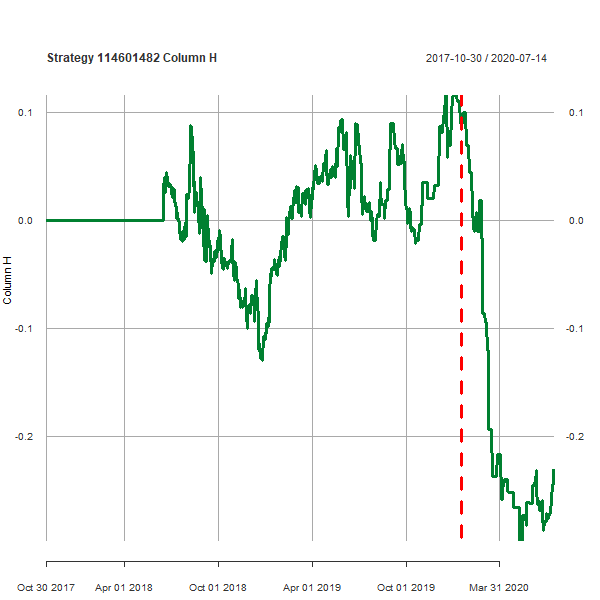 Strategy 114601482 Column H
2017-10-30 / 2020-07-14
0.1
0.1
0.0
0.0
-0.1
-0.1
-0.2
-0.2
Column H
Oct 30 2017
Apr 01 2018
Oct 01 2018
Apr 01 2019
Oct 01 2019
Mar 31 2020